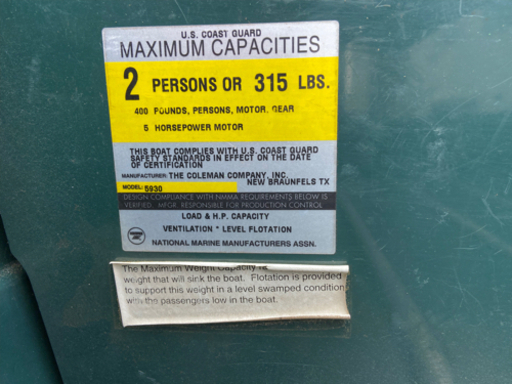 U.S. COAST GUARD
MAXIMUM CAPACITIES
2 PERSONS OR 315 LBS.
400 POUNDS, PERSONS, MOTOR, GEAR
5 HORSEPOWER MOTOR
THIS BOAT COMPLIES WITH U.S. COAST GUARD
SAFETY STANDARDS IN EFFECT ON THE DATE
OF CERTIFICATION
MANUFACTURER: THE COLEMAN COMPANY, INC.
NEW BRAUNFELS TX
MODEL: 5930
DESIGN COMPLIANCE WITH NMMA REQUIREMENTS BELOW IS
VERIFIED. MFGR. RESPONSIBLE FOR PRODUCTION CONTROL
LOAD & H.P. CAPACITY
VENTILATION * LEVEL FLOTATION
NATIONAL MARINE MANUFACTURERS ASSN.
The Maximum Weight Capacity is
weight that will sink the boat. Flotation is provided
to support this weight in a level swamped condition
with the passengers low in the boat.